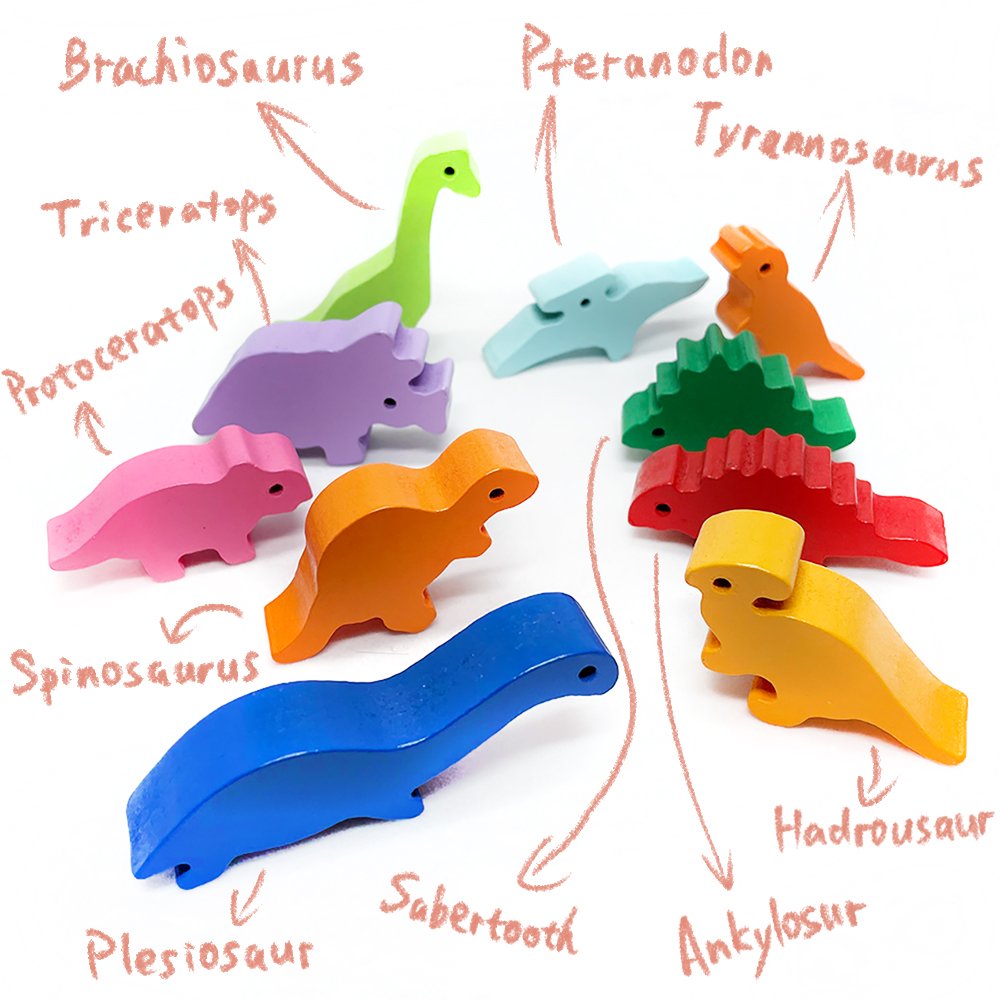 Brachiosaurus
Pteranodon
Tyrannosaurus
Triceratops
Protoceratops
Spinosaurus
Hadrousaur
Sabertooth
Ankylosur
Plesiosaur